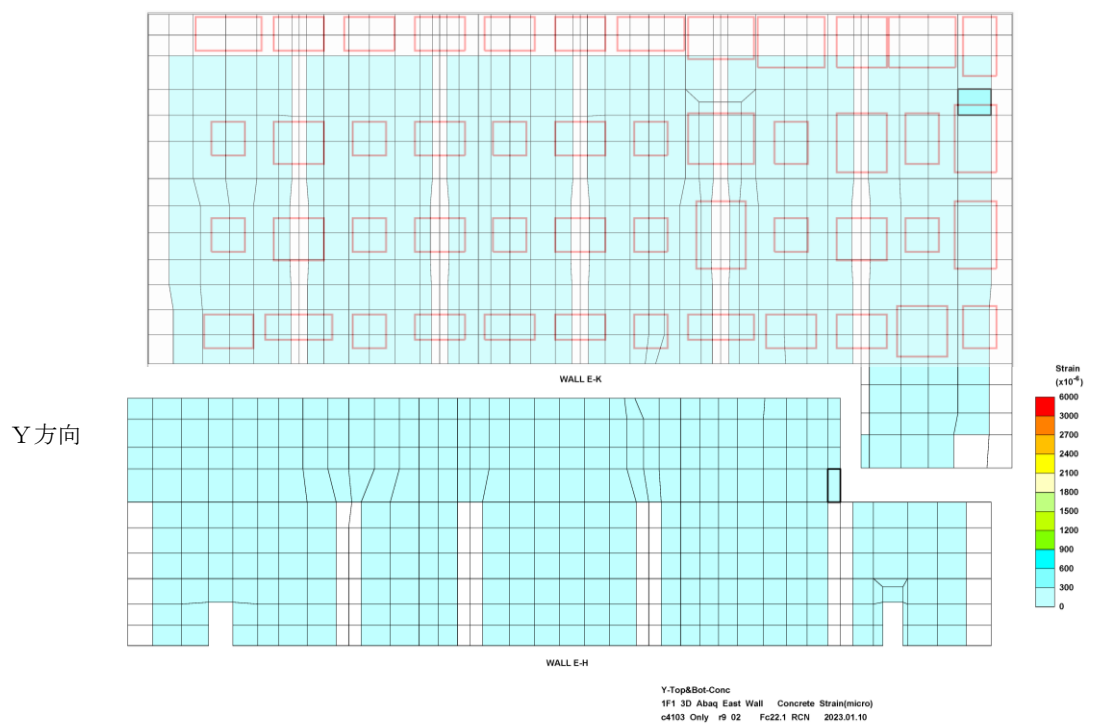 WALL E-K
Y方向
WALL E-H
Strain
(x10⁻⁶)
6000
3000
2700
2400
2100
1800
1500
1200
900
600
300
0
Y-Top&Bot-Conc
1F1 3D Abaq East Wall Concrete Strain(micro)
c4103 Only r9 02 Fc22.1 RCN 2023.01.10